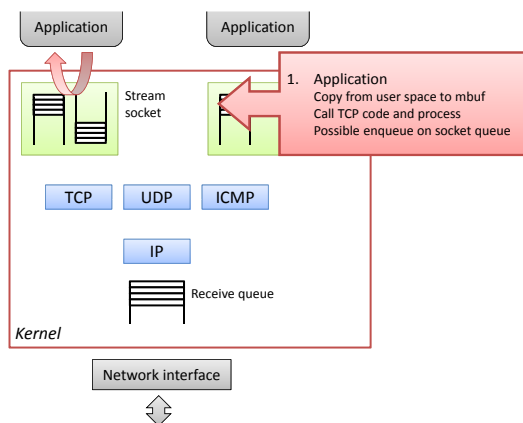 Application
Application
Stream
socket
1. Application
Copy from user space to mbuf
Call TCP code and process
Possible enqueue on socket queue
TCP
UDP
ICMP
IP
Receive queue
Kernel
Network interface